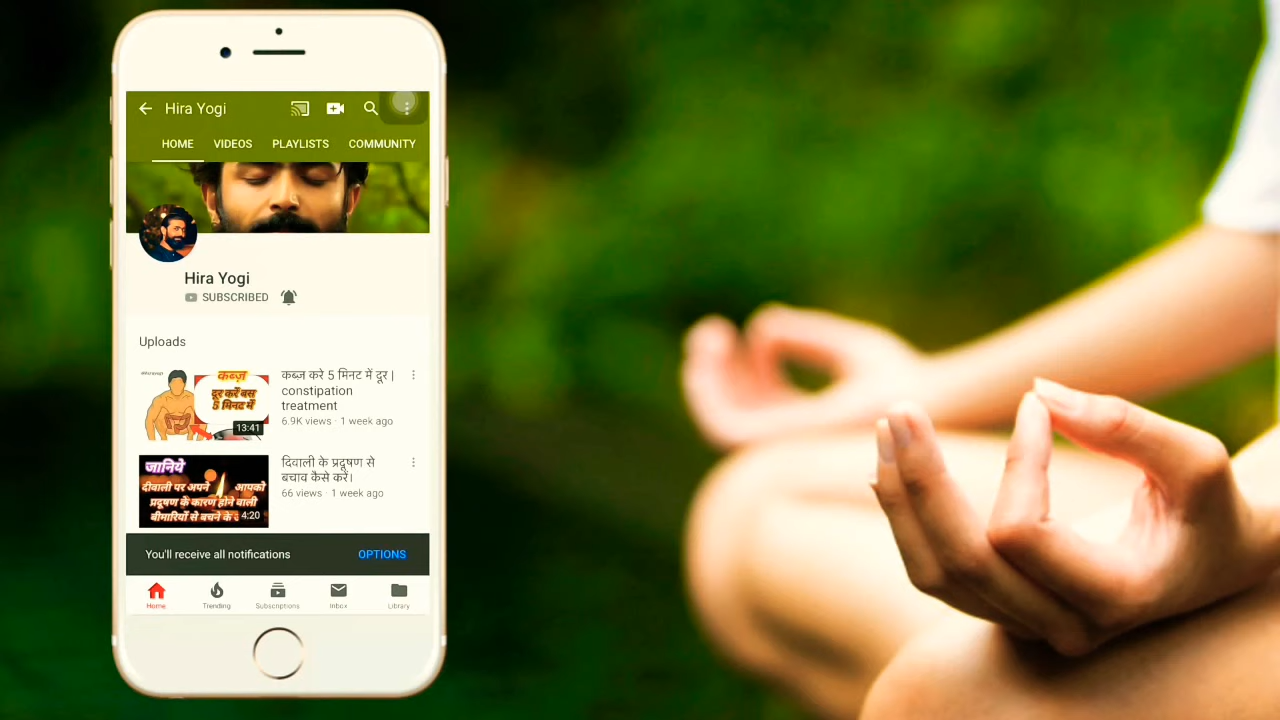 Hira Yogi
HOME VIDEOS PLAYLISTS COMMUNITY
Hira Yogi
SUBSCRIBED
Uploads
कब्ज़
दूर करें बस
5 मिनट में
13:41
कब्ज़ करे 5 मिनट में दूर |
constipation
treatment
6.9K views · 1 week ago
जानिये
दीवाली पर अपने आपको
प्रदूषण के कारण होने वाली
बीमारियों से बचने के
4:20
दिवाली के प्रदूषण से
बचाव कैसे करें।
66 views · 1 week ago
You'll receive all notifications OPTIONS
Home Trending Subscriptions Inbox Library